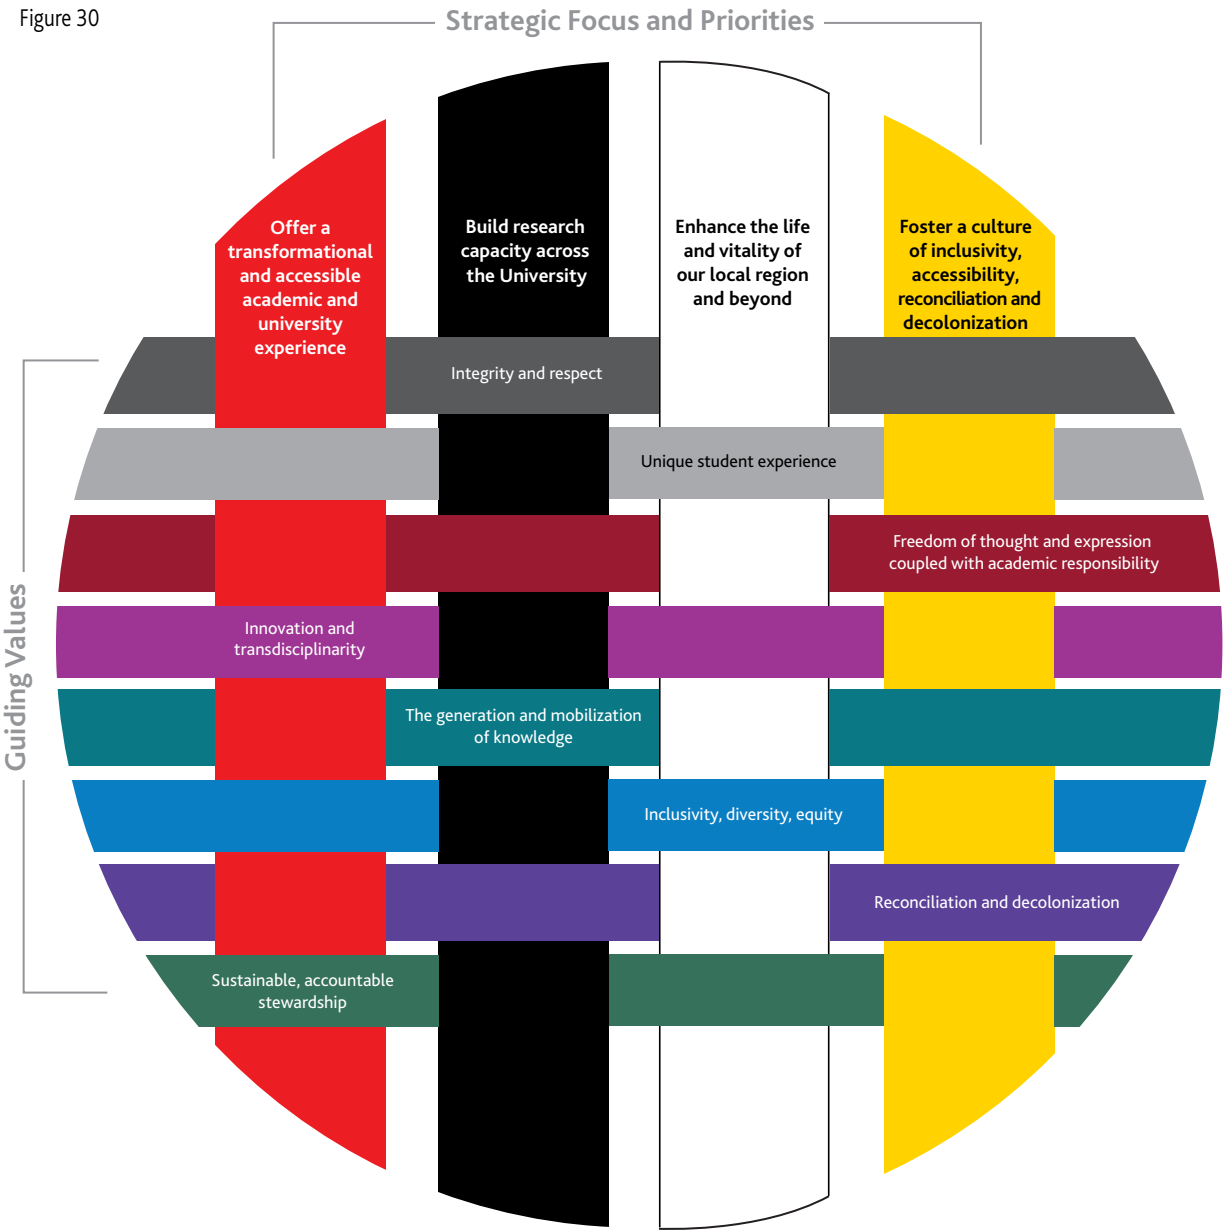 Figure 30
Strategic Focus and Priorities
Offer a
transformational
and accessible
academic and
university
experience
Build research
capacity across
the University
Enhance the life
and vitality of
our local region
and beyond
Foster a culture
of inclusivity,
accessibility,
reconciliation and
decolonization
Guiding Values
Integrity and respect
Unique student experience
Freedom of thought and expression
coupled with academic responsibility
Innovation and
transdisciplinarity
The generation and mobilization
of knowledge
Inclusivity, diversity, equity
Reconciliation and decolonization
Sustainable, accountable
stewardship